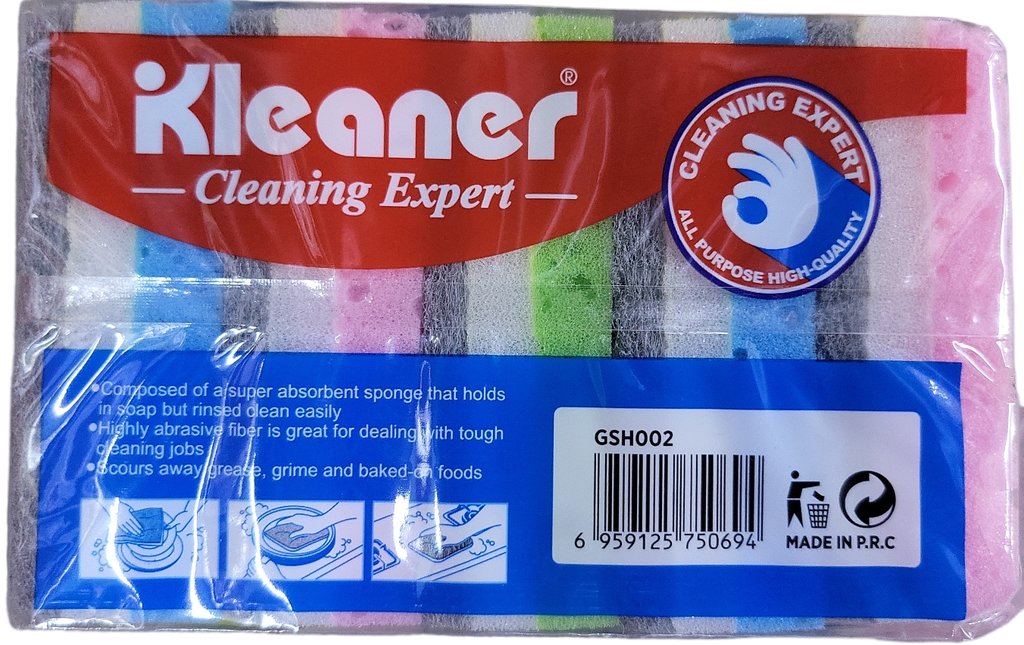 Kleaner®
Cleaning Expert
CLEANING EXPERT
ALL PURPOSE HIGH-QUALITY
•Composed of a super absorbent sponge that holds
in soap but rinsed clean easily
•Highly abrasive fiber is great for dealing with tough
cleaning jobs
•Scours away grease, grime and baked-on foods
GSH002
6 959125 750694
MADE IN P.R.C